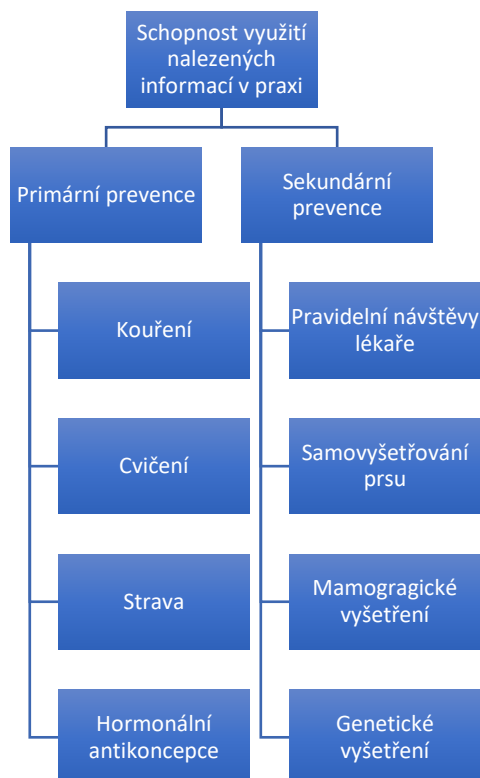 Schopnost využití
nalezených
informací v praxi
Primární prevence
Sekundární
prevence
Kouření
Pravidelní návštěvy
lékaře
Cvičení
Samovyšetřování
prsu
Strava
Mamogragické
vyšetření
Hormonální
antikoncepce
Genetické
vyšetření